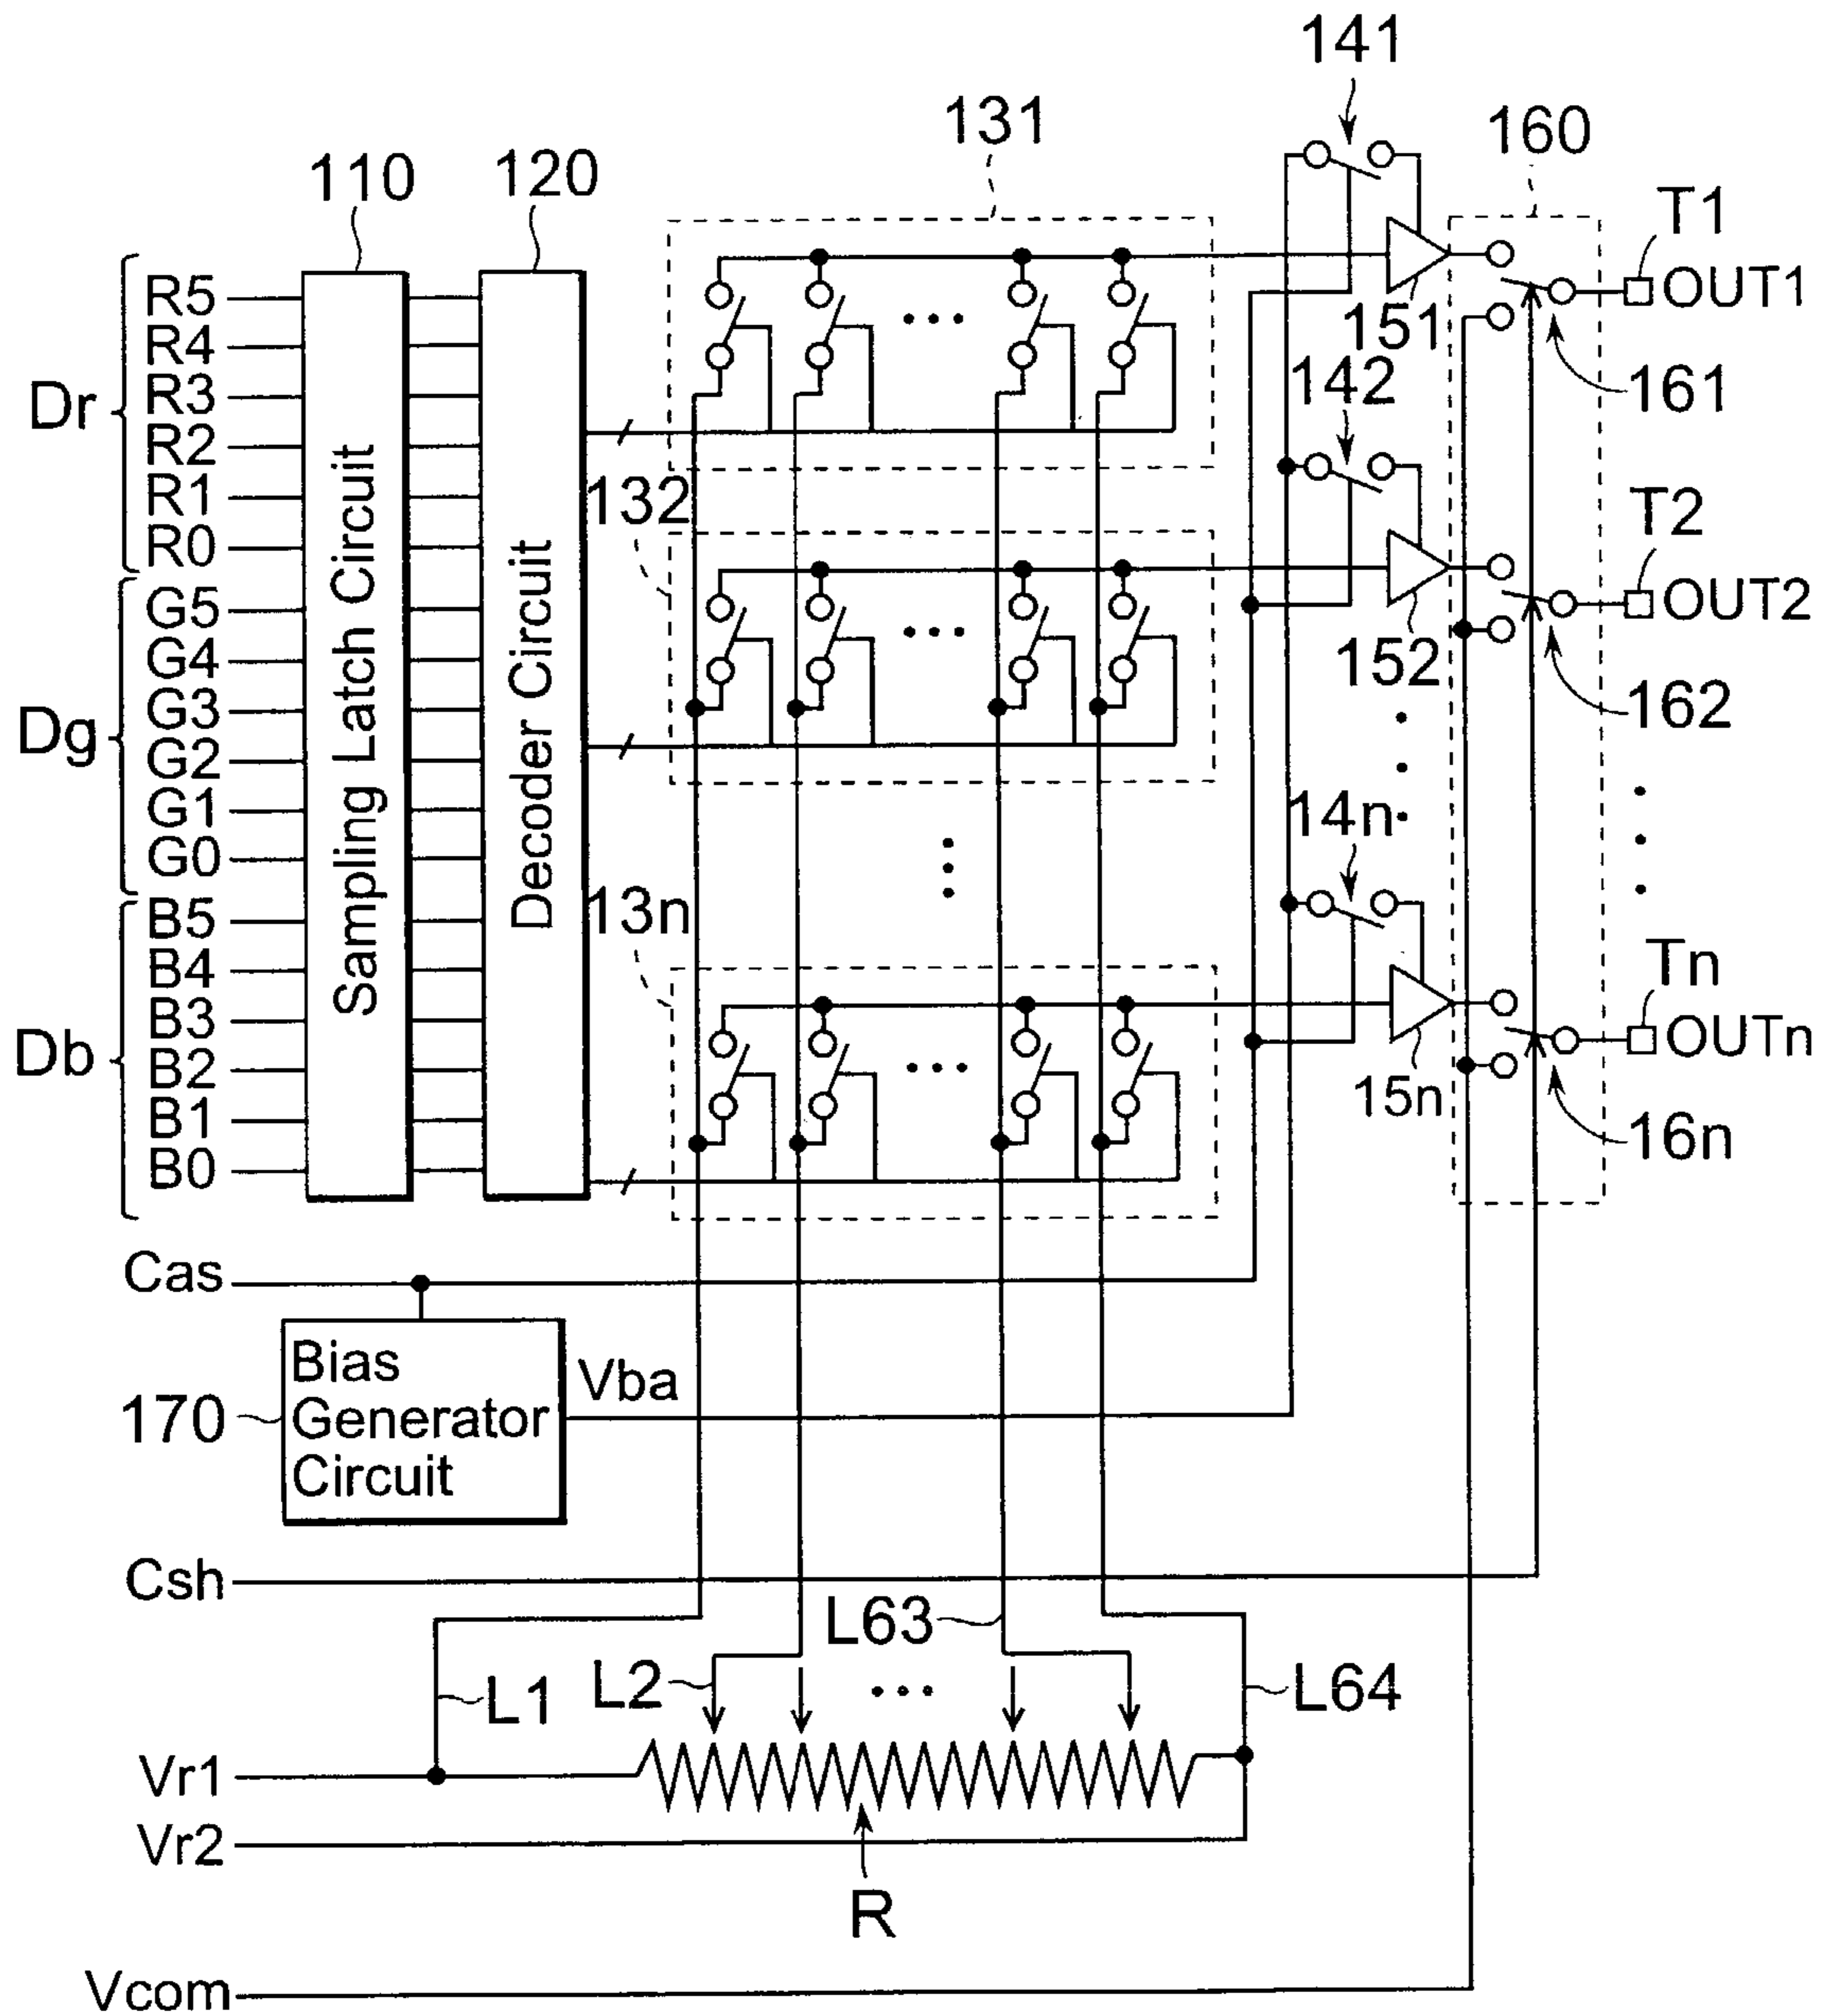 141
131
160
110
120
T1
R5
OUT1
R4
151
Dr
R3
142
161
R2
Sampling Latch Circuit
132
R1
T2
R0
Decoder Circuit
G5
OUT2
G4
152
G3
162
Dg
G2
G1
14n
G0
13n
B5
Tn
B4
B3
OUTn
Db
B2
15n
B1
16n
B0
Cas
Bias
Generator
Circuit
Vba
170
Csh
L63
L1
L2
L64
Vr1
Vr2
R
Vcom